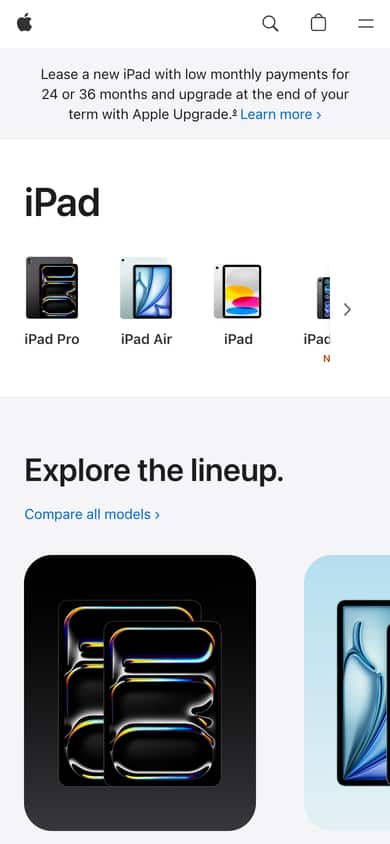 Lease a new iPad with low monthly payments for
24 or 36 months and upgrade at the end of your
term with Apple Upgrade.◊ Learn more ›
iPad
iPad Pro
iPad Air
iPad
iPad
N
Explore the lineup.
Compare all models ›